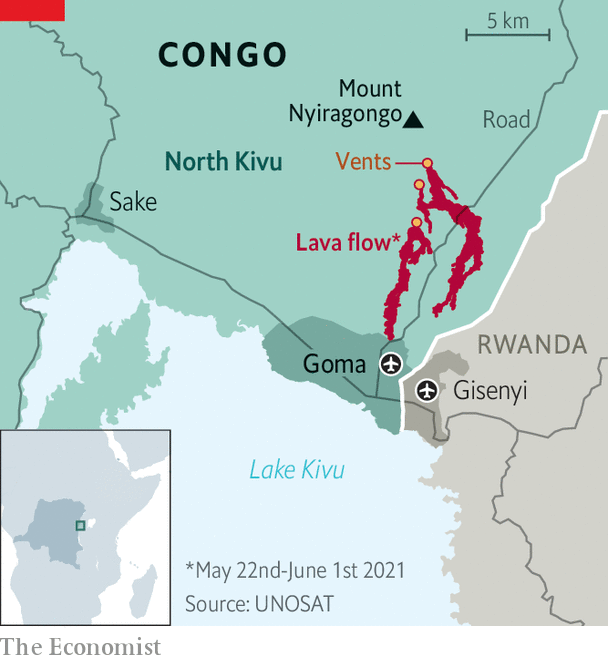 5 km
CONGO
Mount
Nyiragongo
Road
North Kivu
Vents
Sake
Lava flow*
RWANDA
Goma
Gisenyi
Lake Kivu
*May 22nd-June 1st 2021
Source: UNOSAT
The Economist